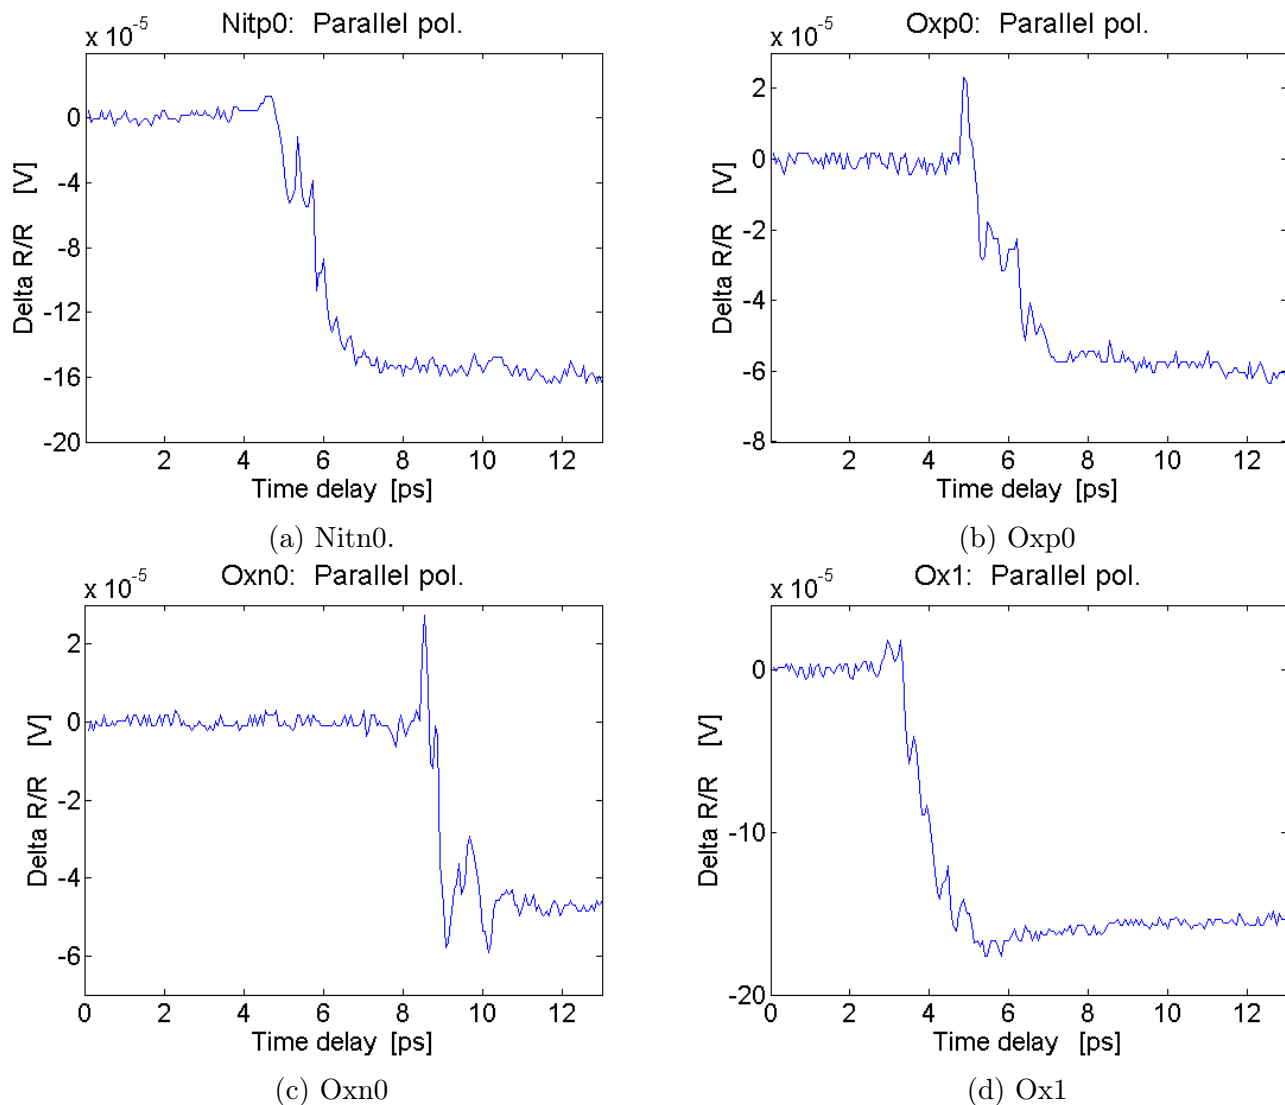 Nitp0: Parallel pol.
x 10^-5
0
-4
-8
-12
-16
-20
Delta R/R [V]
2 4 6 8 10 12
Time delay [ps]
(a) Nitn0.
Oxp0: Parallel pol.
x 10^-5
2
0
-2
-4
-6
-8
Delta R/R [V]
2 4 6 8 10 12
Time delay [ps]
(b) Oxp0
Oxn0: Parallel pol.
x 10^-5
2
0
-2
-4
-6
Delta R/R [V]
0 2 4 6 8 10 12
Time delay [ps]
(c) Oxn0
Ox1: Parallel pol.
x 10^-5
0
-10
-20
Delta R/R [V]
0 2 4 6 8 10 12
Time delay [ps]
(d) Ox1